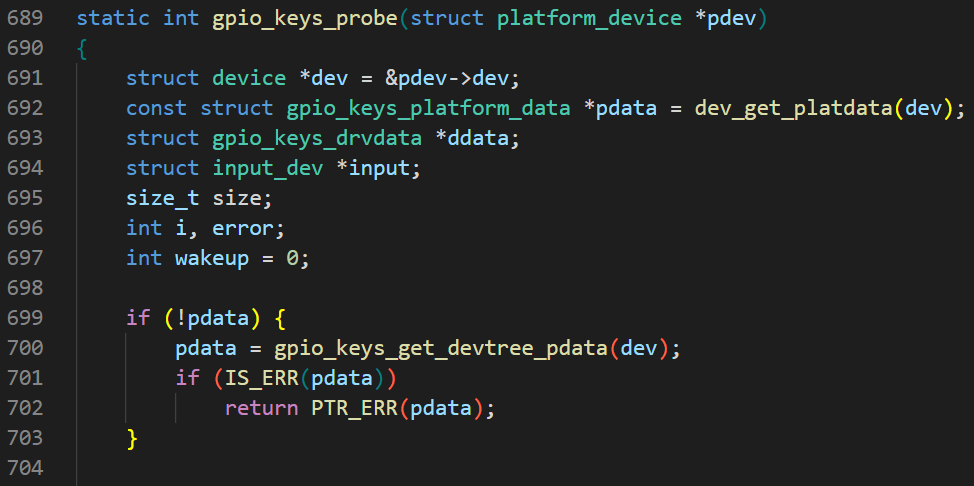 689 static int gpio_keys_probe(struct platform_device *pdev)
690 {
691     struct device *dev = &pdev->dev;
692     const struct gpio_keys_platform_data *pdata = dev_get_platdata(dev);
693     struct gpio_keys_drvdata *ddata;
694     struct input_dev *input;
695     size_t size;
696     int i, error;
697     int wakeup = 0;
698
699     if (!pdata) {
700         pdata = gpio_keys_get_devtree_pdata(dev);
701         if (IS_ERR(pdata))
702             return PTR_ERR(pdata);
703     }
704